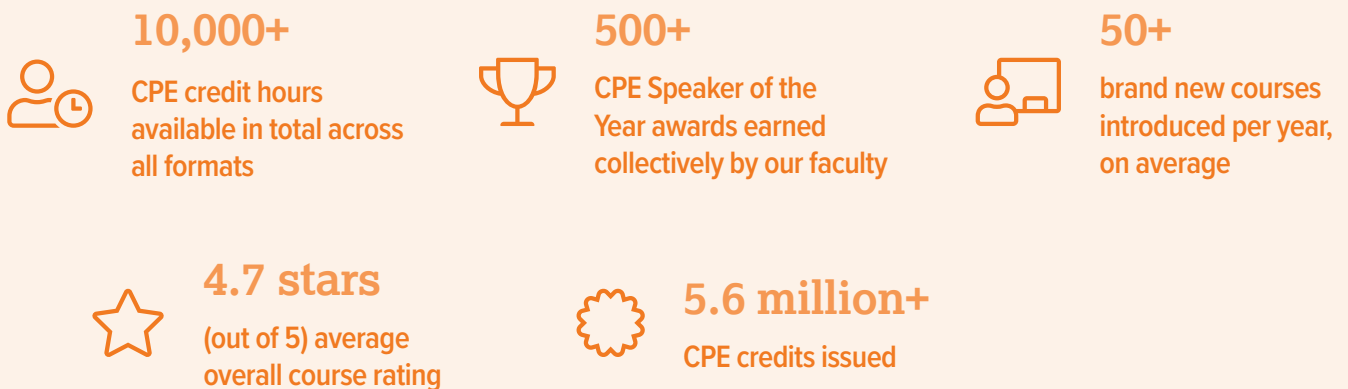 10,000+
CPE credit hours
available in total across
all formats
500+
CPE Speaker of the
Year awards earned
collectively by our faculty
50+
brand new courses
introduced per year,
on average
4.7 stars
(out of 5) average
overall course rating
5.6 million+
CPE credits issued